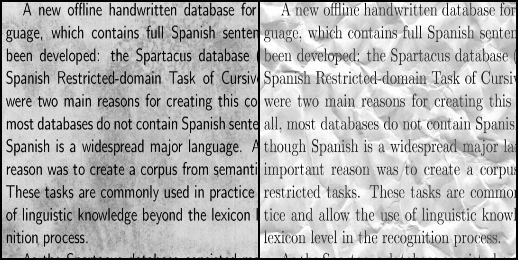 A new offline handwritten database for
guage, which contains full Spanish senten
been developed: the Spartacus database (
Spanish Restricted-domain Task of Cursiv
were two main reasons for creating this co
most databases do not contain Spanish sente
Spanish is a widespread major language. A
reason was to create a corpus from semanti
These tasks are commonly used in practice
of linguistic knowledge beyond the lexicon l
nition process.
A new offline handwritten database for
guage, which contains full Spanish senten
been developed: the Spartacus database (
Spanish Restricted-domain Task of Cursiv
were two main reasons for creating this
all, most databases do not contain Spanis
though Spanish is a widespread major lan
important reason was to create a corpus
restricted tasks. These tasks are common
tice and allow the use of linguistic knowl
lexicon level in the recognition process.